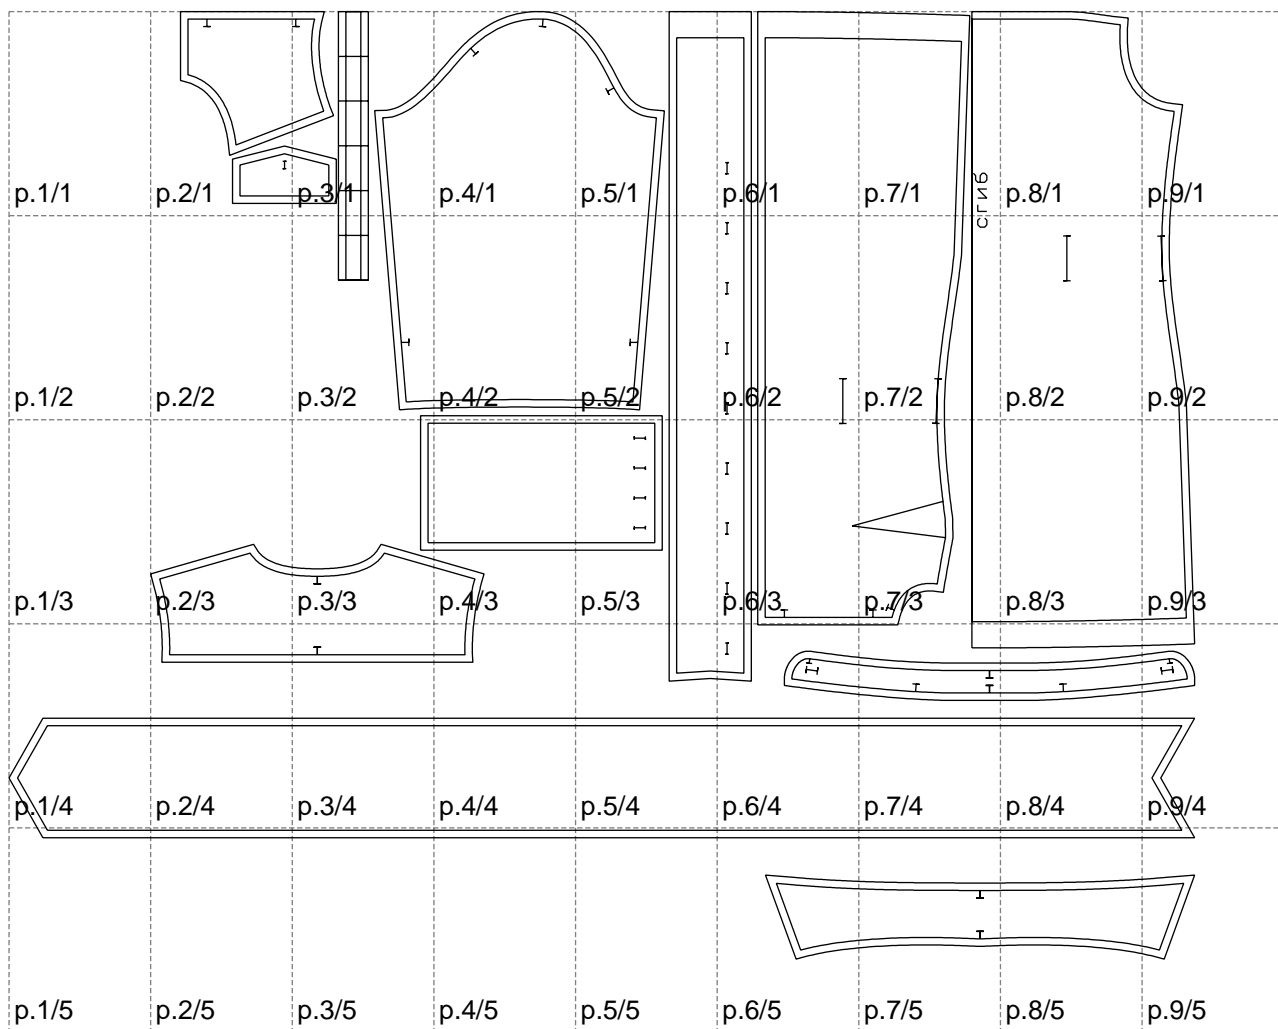 p.1/1 p.2/1 p.3/1 p.4/1 p.5/1 p.6/1 p.7/1 сгиб p.8/1 p.9/1
p.1/2 p.2/2 p.3/2 p.4/2 p.5/2 p.6/2 p.7/2 p.8/2 p.9/2
p.1/3 p.2/3 p.3/3 p.4/3 p.5/3 p.6/3 p.7/3 p.8/3 p.9/3
p.1/4 p.2/4 p.3/4 p.4/4 p.5/4 p.6/4 p.7/4 p.8/4 p.9/4
p.1/5 p.2/5 p.3/5 p.4/5 p.5/5 p.6/5 p.7/5 p.8/5 p.9/5